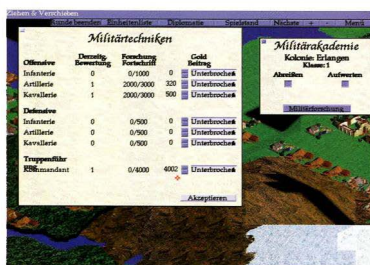 Ziehen & Verschieben
Runde beenden Einheitenliste Diplomatie Spielstand Nächste + - Menü
Militärtechniken
Derzeitg. Forschung Gold
Offensive Bewertung Fortschritt Beitrag
Infanterie 0 0/1000 0 Unterbrochen
Artillerie 1 2000/3000 320 Unterbrochen
Kavallerie 1 2000/3000 500 Unterbrochen
Defensive
Infanterie 0 0/500 0 Unterbrochen
Artillerie 0 0/500 0 Unterbrochen
Kavallerie 0 0/500 0 Unterbrochen
Truppenführ
ung
Kommandant 1 0/4000 4002 Unterbrochen
Akzeptieren
Militärakademie
Kolonie: Erlangen
Klasse: 1
Abreißen Aufwerten
Militärforschung